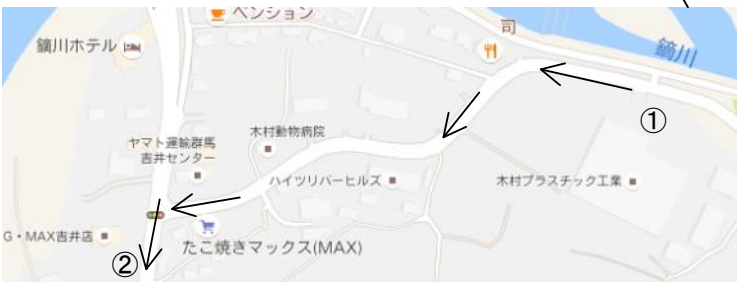 ペンション
司
鏑川ホテル
鏑川
①
木村動物病院
ヤマト運輸群馬
吉井センター
ハイツリバーヒルズ
木村プラスチック工業
G・MAX吉井店
たこ焼きマックス(MAX)
②